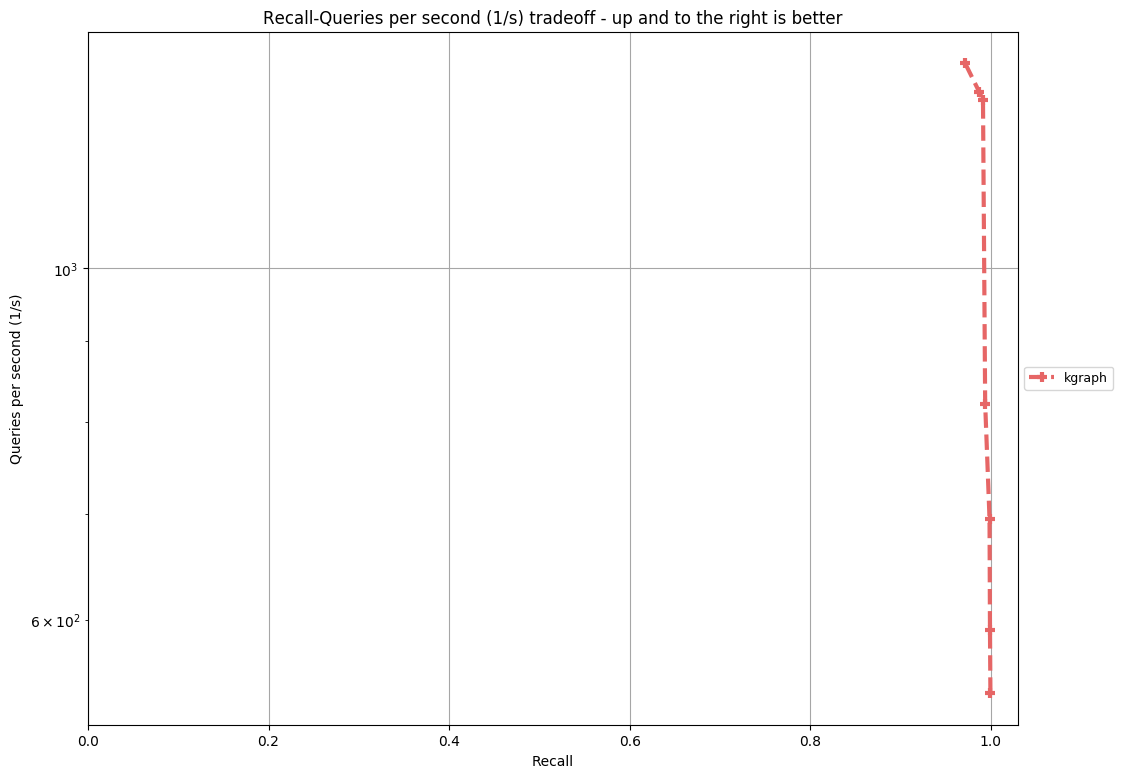 Recall-Queries per second (1/s) tradeoff - up and to the right is better
Queries per second (1/s)
10³
6 × 10²
0.0 0.2 0.4 0.6 0.8 1.0
Recall
kgraph